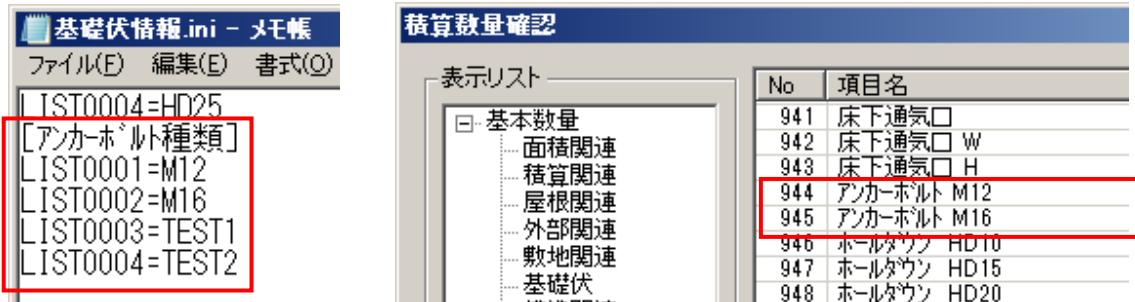 基礎伏情報.ini - メモ帳
ファイル(F) 編集(E) 書式(O)
LIST0004=HD25
[アンカーボルト種類]
LIST0001=M12
LIST0002=M16
LIST0003=TEST1
LIST0004=TEST2
積算数量確認
表示リスト
基本数量
面積関連
積算関連
屋根関連
外部関連
敷地関連
基礎伏
No 項目名
941 床下通気口
942 床下通気口 W
943 床下通気口 H
944 アンカーボルト M12
945 アンカーボルト M16
946 ホールダウン HD10
947 ホールダウン HD15
948 ホールダウン HD20